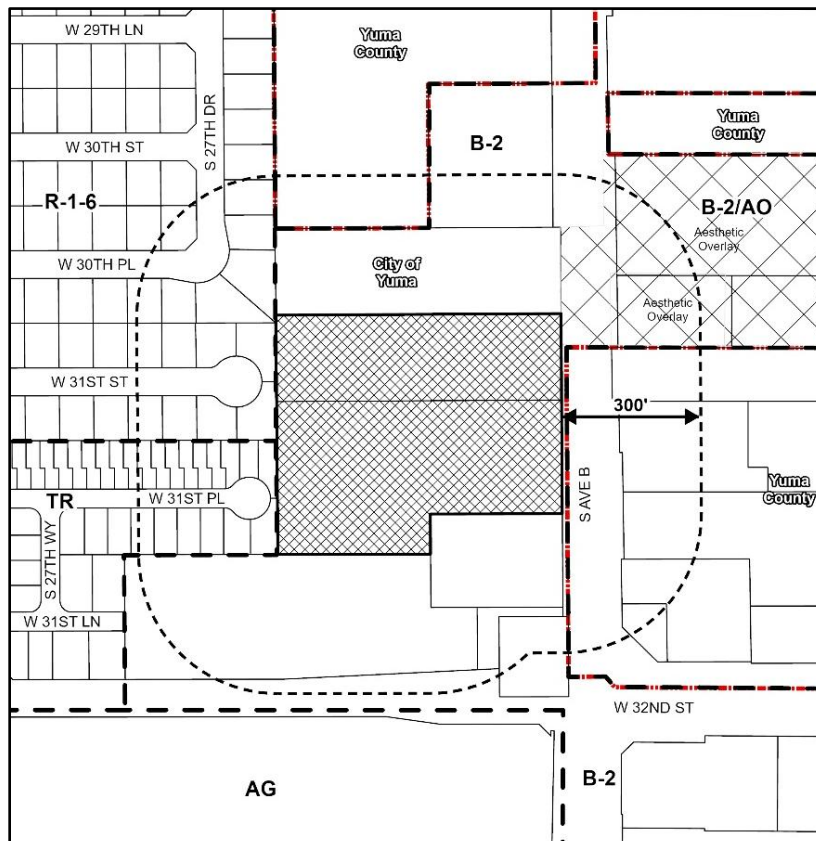 W 29TH LN
Yuma
County
S 27TH DR
Yuma
County
W 30TH ST
B-2
R-1-6
B-2/AO
Aesthetic
Overlay
W 30TH PL
City of
Yuma
Aesthetic
Overlay
W 31ST ST
300'
S AVE B
Yuma
County
TR
W 31ST PL
S 27TH WY
W 31ST LN
W 32ND ST
AG
B-2